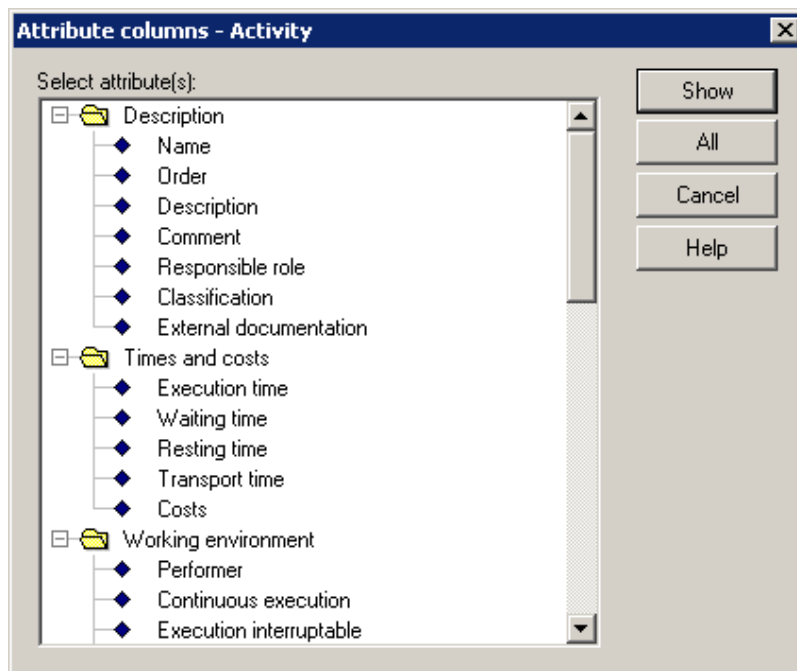 Attribute columns - Activity
Select attribute(s):
Description
Name
Order
Description
Comment
Responsible role
Classification
External documentation
Times and costs
Execution time
Waiting time
Resting time
Transport time
Costs
Working environment
Performer
Continuous execution
Execution interruptable
Show
All
Cancel
Help